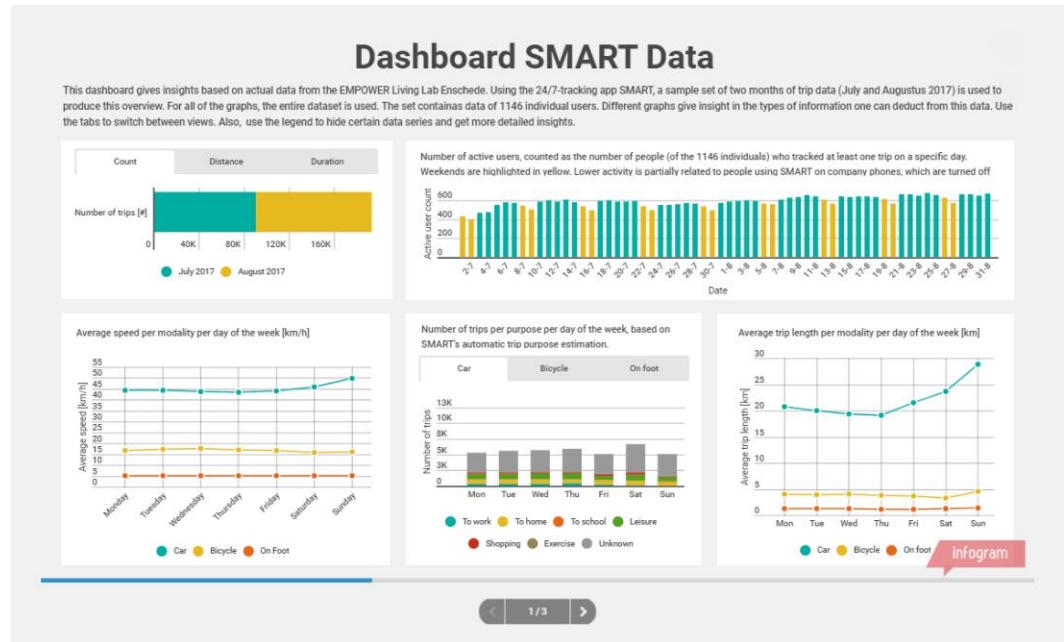 Dashboard SMART Data
This dashboard gives insights based on actual data from the EMPOWER Living Lab Enschede. Using the 24/7-tracking app SMART, a sample set of two months of trip data (July and Augustus 2017) is used to
produce this overview. For all of the graphs, the entire dataset is used. The set containas data of 1146 individual users. Different graphs give insight in the types of information one can deduct from this data. Use
the tabs to switch between views. Also, use the legend to hide certain data series and get more detailed insights.
Count Distance Duration
Number of trips [#]
0 40K 80K 120K 160K
July 2017 August 2017
Number of active users, counted as the number of people (of the 1146 individuals) who tracked at least one trip on a specific day.
Weekends are highlighted in yellow. Lower activity is partially related to people using SMART on company phones, which are turned off
Active user count
600
400
200
0
2-7 4-7 6-7 8-7 10-7 12-7 14-7 16-7 18-7 20-7 22-7 24-7 26-7 28-7 30-7 1-8 3-8 5-8 7-8 9-8 11-8 13-8 15-8 17-8 19-8 21-8 23-8 25-8 27-8 29-8 31-8
Date
Average speed per modality per day of the week [km/h]
Average speed [km/h]
55
50
45
40
35
30
25
20
15
10
5
0
Monday Tuesday Wednesday Thursday Friday Saturday Sunday
Car Bicycle On Foot
Number of trips per purpose per day of the week, based on
SMART's automatic trip purpose estimation.
Car Bicycle On foot
Number of trips
13K
10K
8K
5K
3K
0
Mon Tue Wed Thu Fri Sat Sun
To work To home To school Leisure
Shopping Exercise Unknown
Average trip length per modality per day of the week [km]
Average trip length [km]
30
25
20
15
10
5
0
Mon Tue Wed Thu Fri Sat Sun
Car Bicycle On foot
infogram
1/3